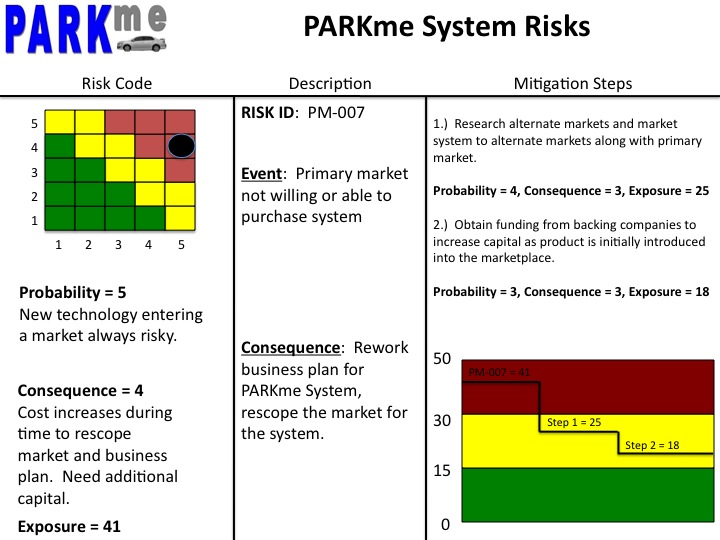 PARKme
PARKme System Risks
Risk Code
Description
Mitigation Steps
5
4
3
2
1
1 2 3 4 5
Probability = 5
New technology entering
a market always risky.
Consequence = 4
Cost increases during
time to rescope
market and business
plan. Need additional
capital.
Exposure = 41
RISK ID: PM-007
Event: Primary market
not willing or able to
purchase system
Consequence: Rework
business plan for
PARKme System,
rescope the market for
the system.
1.) Research alternate markets and market
system to alternate markets along with primary
market.
Probability = 4, Consequence = 3, Exposure = 25
2.) Obtain funding from backing companies to
increase capital as product is initially introduced
into the marketplace.
Probability = 3, Consequence = 3, Exposure = 18
50
PM-007 = 41
30
Step 1 = 25
Step 2 = 18
15
0